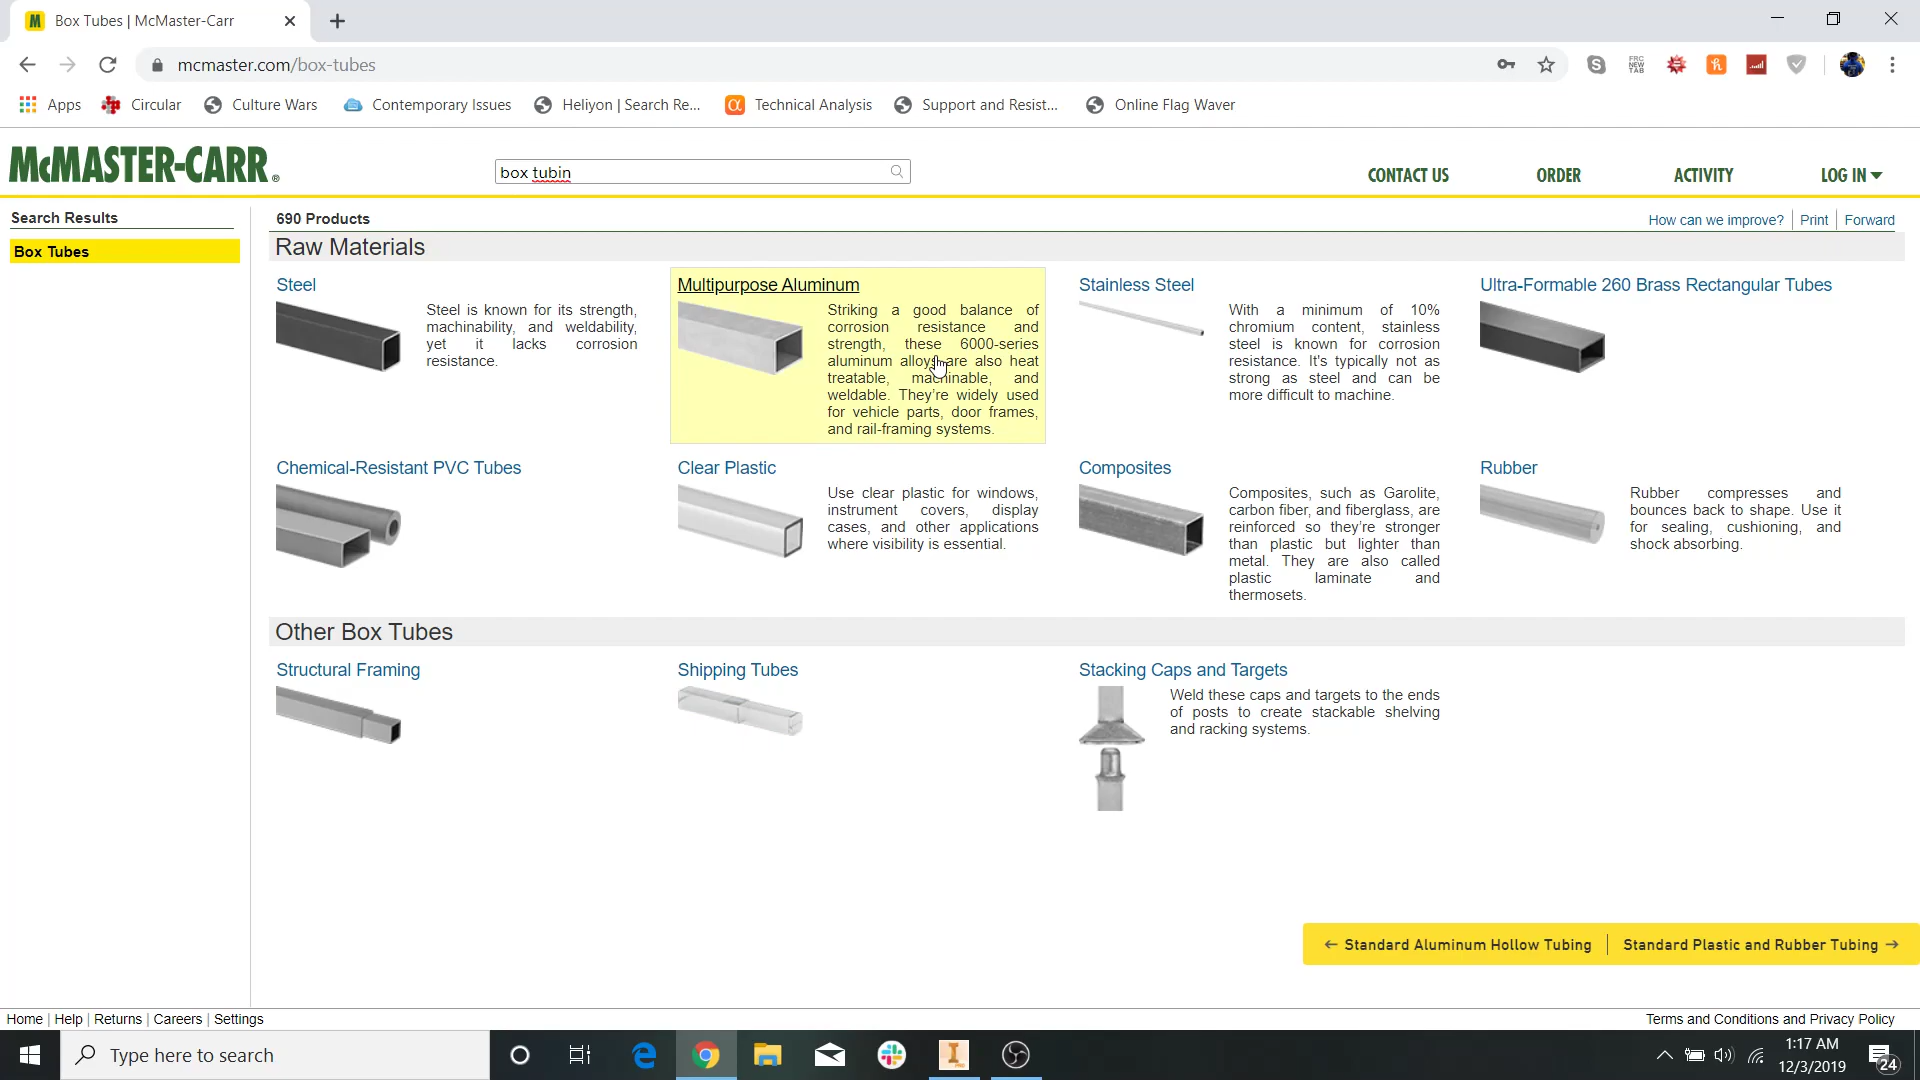 Box Tubes | McMaster-Carr
mcmaster.com/box-tubes
FRC NEW TAB
Apps
Circular
Culture Wars
Contemporary Issues
Heliyon | Search Re...
Technical Analysis
Support and Resist...
Online Flag Waver
McMASTER-CARR®
box tubin
CONTACT US
ORDER
ACTIVITY
LOG IN
Search Results
Box Tubes
690 Products
How can we improve?
Print
Forward
Raw Materials
Steel
Steel is known for its strength,
machinability, and weldability,
yet it lacks corrosion
resistance.
Multipurpose Aluminum
Striking a good balance of
corrosion resistance and
strength, these 6000-series
aluminum alloys are also heat
treatable, machinable, and
weldable. They're widely used
for vehicle parts, door frames,
and rail-framing systems.
Stainless Steel
With a minimum of 10%
chromium content, stainless
steel is known for corrosion
resistance. It's typically not as
strong as steel and can be
more difficult to machine.
Ultra-Formable 260 Brass Rectangular Tubes
Chemical-Resistant PVC Tubes
Clear Plastic
Use clear plastic for windows,
instrument covers, display
cases, and other applications
where visibility is essential.
Composites
Composites, such as Garolite,
carbon fiber, and fiberglass, are
reinforced so they're stronger
than plastic but lighter than
metal. They are also called
plastic laminate and
thermosets.
Rubber
Rubber compresses and
bounces back to shape. Use it
for sealing, cushioning, and
shock absorbing.
Other Box Tubes
Structural Framing
Shipping Tubes
Stacking Caps and Targets
Weld these caps and targets to the ends
of posts to create stackable shelving
and racking systems.
← Standard Aluminum Hollow Tubing | Standard Plastic and Rubber Tubing →
Home | Help | Returns | Careers | Settings
Terms and Conditions and Privacy Policy
Type here to search
1:17 AM
12/3/2019
24